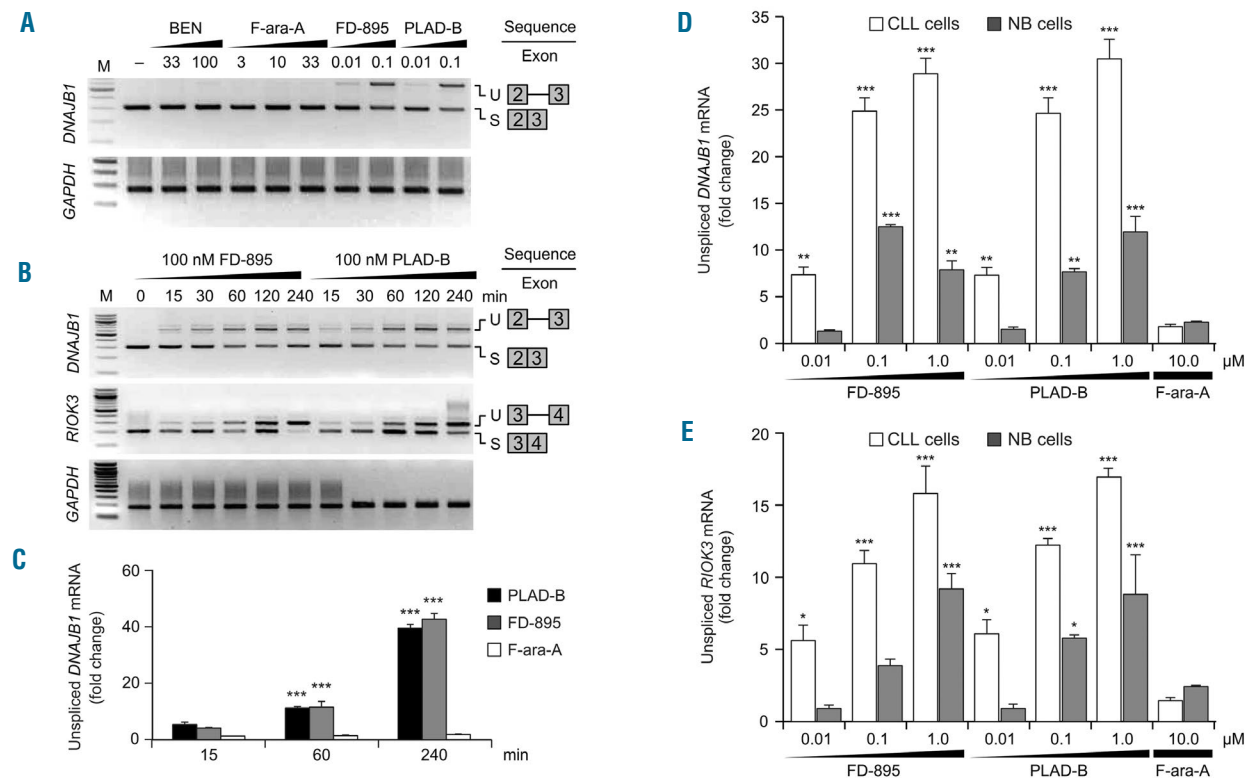 A
BEN F-ara-A FD-895 PLAD-B Sequence
Exon
M – 33 100 3 10 33 0.01 0.1 0.01 0.1
DNAJB1
U 2 3
S 2 3
GAPDH
B
100 nM FD-895 100 nM PLAD-B Sequence
Exon
M 0 15 30 60 120 240 15 30 60 120 240 min
DNAJB1
U 2 3
S 2 3
RIOK3
U 3 4
S 3 4
GAPDH
C
Unspliced DNAJB1 mRNA
(fold change)
60
40
20
0
*** ***
*** ***
PLAD-B
FD-895
F-ara-A
15 60 240 min
D
Unspliced DNAJB1 mRNA
(fold change)
35
30
25
20
15
10
5
0
CLL cells NB cells
** *** *** *** ** ** *** ** *** ***
0.01 0.1 1.0 0.01 0.1 1.0 10.0 µM
FD-895 PLAD-B F-ara-A
E
Unspliced RIOK3 mRNA
(fold change)
20
15
10
5
0
CLL cells NB cells
* *** *** *** * *** * *** ***
0.01 0.1 1.0 0.01 0.1 1.0 10.0 µM
FD-895 PLAD-B F-ara-A